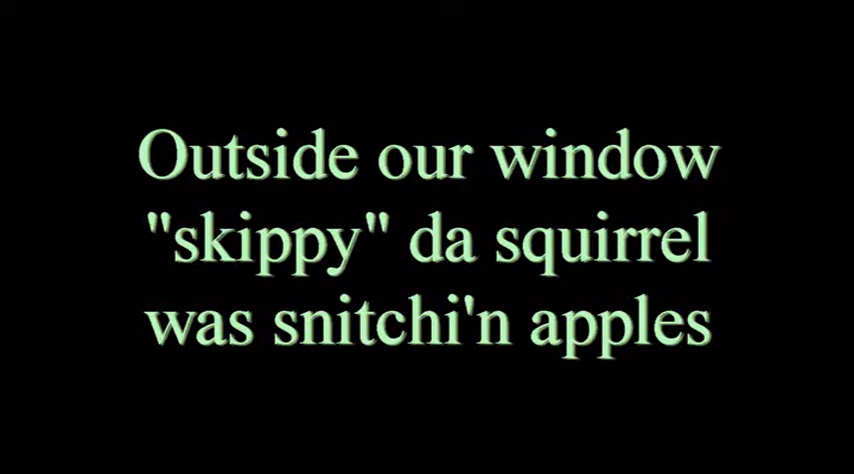 Outside our window
"skippy" da squirrel
was snitchi'n apples